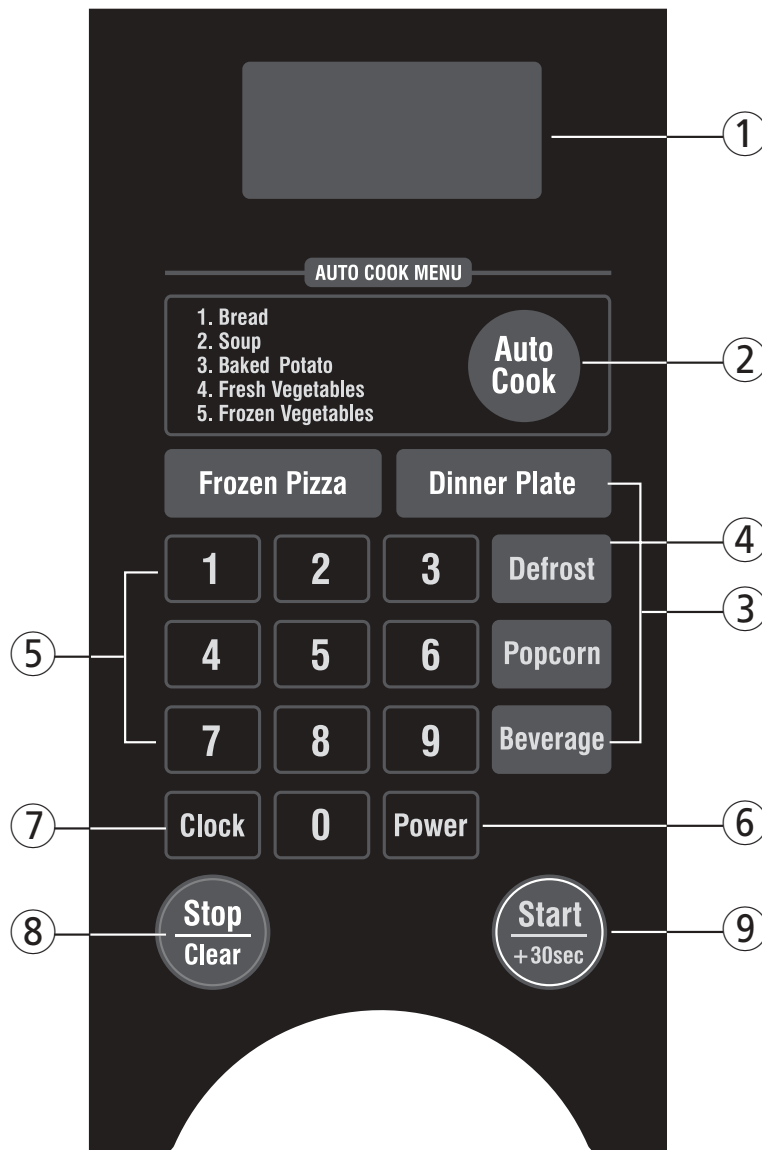 ①
AUTO COOK MENU
1. Bread
2. Soup
3. Baked Potato
4. Fresh Vegetables
5. Frozen Vegetables
Auto
Cook
②
Frozen Pizza
Dinner Plate
④
1 2 3 Defrost
③
⑤
4 5 6 Popcorn
7 8 9 Beverage
⑦ Clock 0 Power ⑥
⑧
Stop
Clear
Start
+30sec
⑨